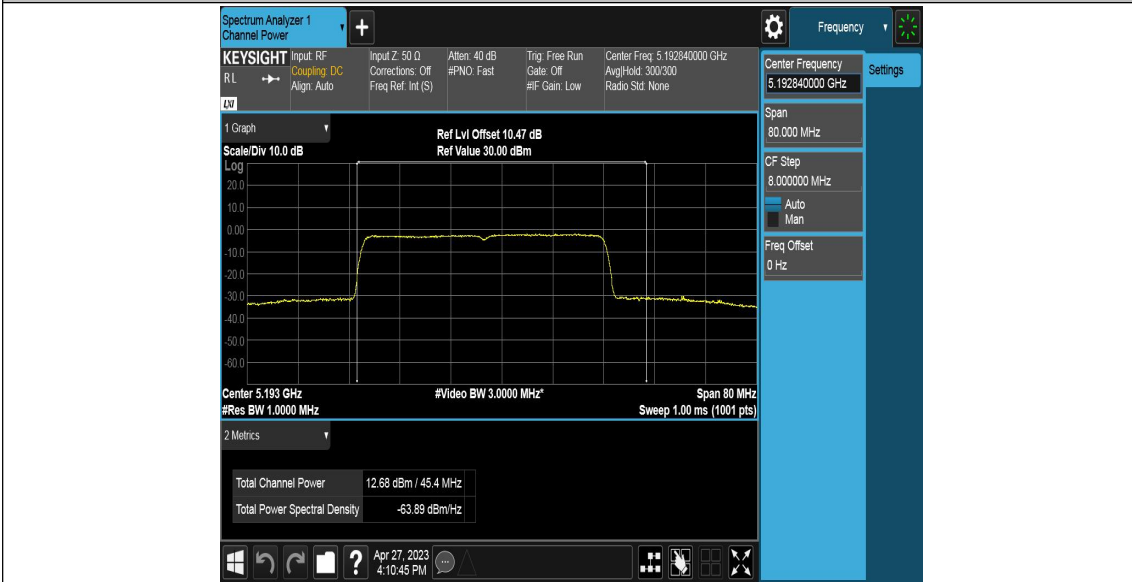 Spectrum Analyzer 1
Channel Power
+
Frequency
KEYSIGHT
R L
LXI
Input: RF
Coupling: DC
Align: Auto
Input Z: 50 Ω
Corrections: Off
Freq Ref: Int (S)
Atten: 40 dB
#PNO: Fast
Trig: Free Run
Gate: Off
#IF Gain: Low
Center Freq: 5.192840000 GHz
Avg|Hold: 300/300
Radio Std: None
Center Frequency
5.192840000 GHz
Settings
Span
80.000 MHz
CF Step
8.000000 MHz
Auto
Man
Freq Offset
0 Hz
1 Graph
Scale/Div 10.0 dB
Ref Lvl Offset 10.47 dB
Ref Value 30.00 dBm
Log
20.0
10.0
0.00
-10.0
-20.0
-30.0
-40.0
-50.0
-60.0
Center 5.193 GHz
#Res BW 1.0000 MHz
#Video BW 3.0000 MHz*
Span 80 MHz
Sweep 1.00 ms (1001 pts)
2 Metrics
Total Channel Power 12.68 dBm / 45.4 MHz
Total Power Spectral Density -63.89 dBm/Hz
?
Apr 27, 2023
4:10:45 PM